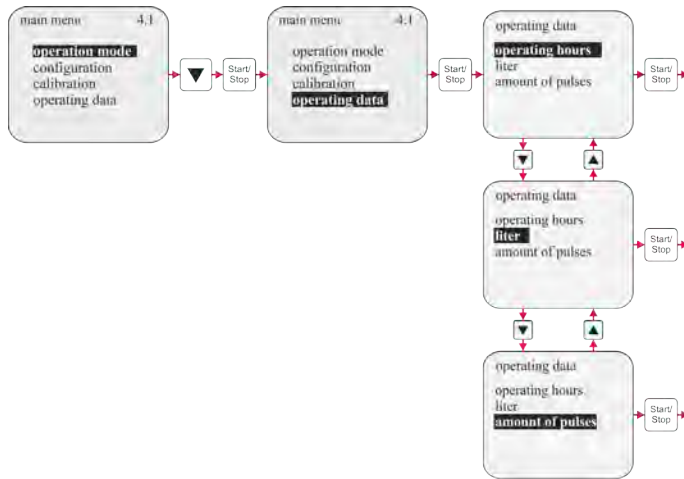 main menu 4.1
operation mode
configuration
calibration
operating data
Start/
Stop
main menu 4.1
operation mode
configuration
calibration
operating data
Start/
Stop
operating data
operating hours
liter
amount of pulses
Start/
Stop
operating data
operating hours
liter
amount of pulses
Start/
Stop
operating data
operating hours
liter
amount of pulses
Start/
Stop